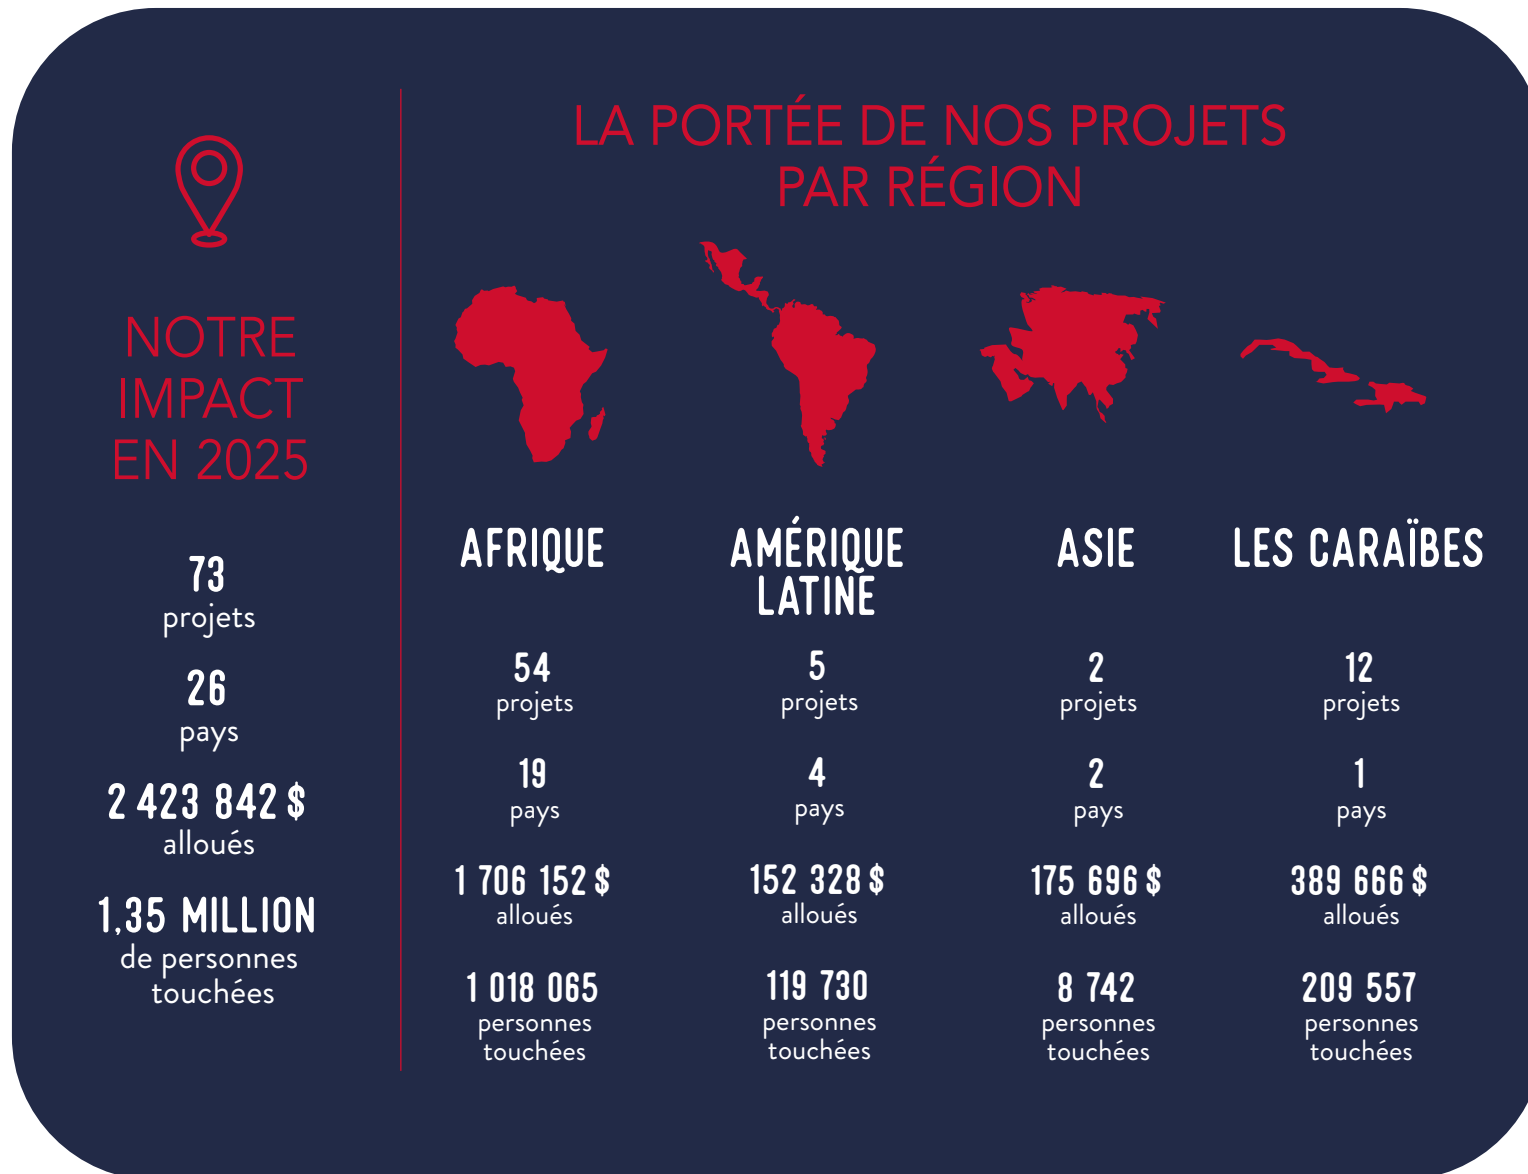 NOTRE
IMPACT
EN 2025
73
projets
26
pays
2 423 842 $
alloués
1,35 MILLION
de personnes
touchées
LA PORTÉE DE NOS PROJETS
PAR RÉGION
AFRIQUE
54
projets
19
pays
1 706 152 $
alloués
1 018 065
personnes
touchées
AMÉRIQUE
LATINE
5
projets
4
pays
152 328 $
alloués
119 730
personnes
touchées
ASIE
2
projets
2
pays
175 696 $
alloués
8 742
personnes
touchées
LES CARAÏBES
12
projets
1
pays
389 666 $
alloués
209 557
personnes
touchées